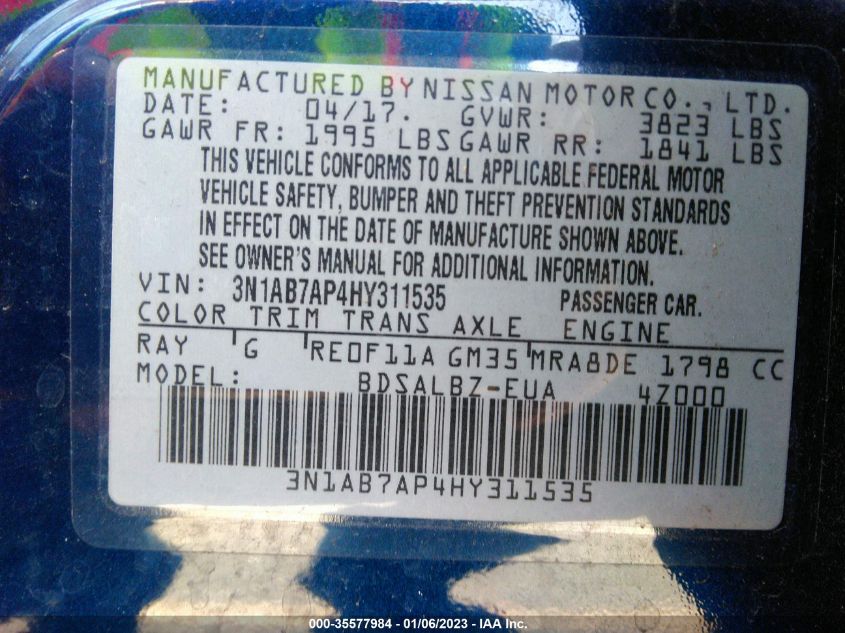 MANUFACTURED BY NISSAN MOTOR CO., LTD.
DATE: 04/17. GVWR: 3823 LBS
GAWR FR: 1995 LBS GAWR RR: 1841 LBS
THIS VEHICLE CONFORMS TO ALL APPLICABLE FEDERAL MOTOR
VEHICLE SAFETY, BUMPER AND THEFT PREVENTION STANDARDS
IN EFFECT ON THE DATE OF MANUFACTURE SHOWN ABOVE.
SEE OWNER'S MANUAL FOR ADDITIONAL INFORMATION.
VIN: 3N1AB7AP4HY311535 PASSENGER CAR.
COLOR TRIM TRANS AXLE ENGINE
RAY G RE0F11A GM35 MRA8DE 1798 CC
MODEL: BDSALBZ-EUA 4Z000
3N1AB7AP4HY311535
000-35577984 - 01/06/2023 - IAA Inc.